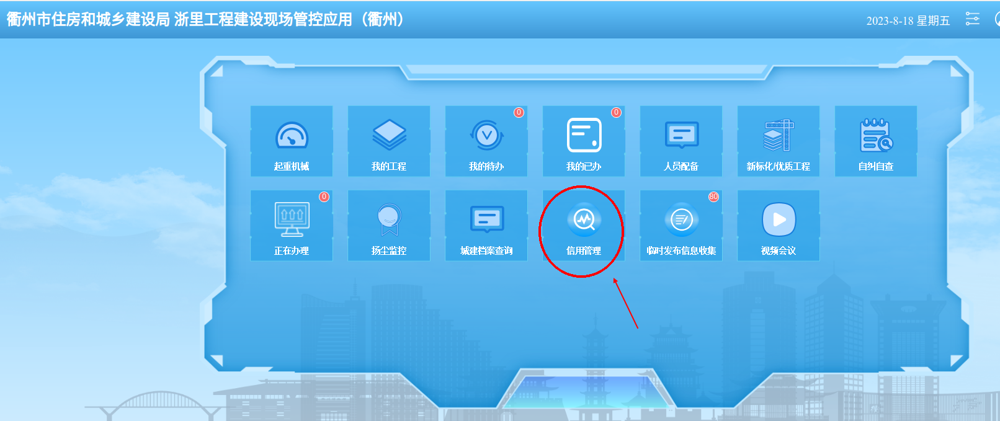 衢州市住房和城乡建设局 浙里工程建设现场管控应用（衢州）
2023-8-18 星期五
0
0
起重机械
我的工程
我的待办
我的已办
人员配备
新标化/优质工程
自纠自查
0
80
正在办理
扬尘监控
城建档案查询
信用管理
临时发布信息收集
视频会议